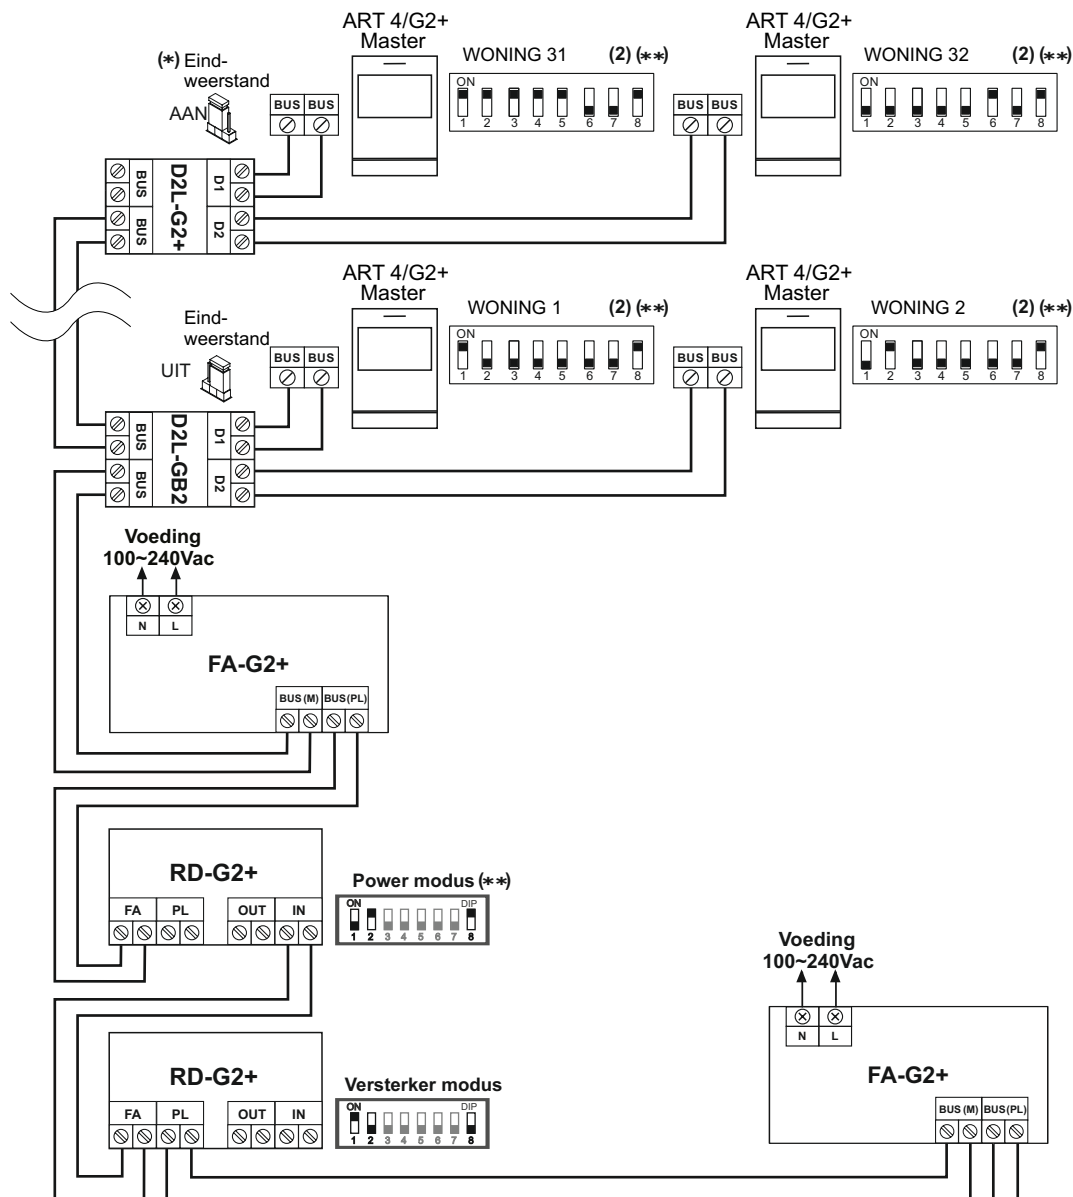 ART 4/G2+
Master
ART 4/G2+
Master
(*) Eind-
weerstand
AAN
WONING 31 (2) (**)
WONING 32 (2) (**)
BUS BUS
ON
1 2 3 4 5 6 7 8
BUS BUS
ON
1 2 3 4 5 6 7 8
BUS
BUS
D2L-G2+
D1
D2
ART 4/G2+
Master
ART 4/G2+
Master
Eind-
weerstand
UIT
WONING 1 (2) (**)
WONING 2 (2) (**)
BUS BUS
ON
1 2 3 4 5 6 7 8
BUS BUS
ON
1 2 3 4 5 6 7 8
BUS
BUS
D2L-GB2
D1
D2
Voeding
100~240Vac
N L
FA-G2+
BUS (M) BUS(PL)
RD-G2+
FA PL OUT IN
Power modus (**)
ON DIP
1 2 3 4 5 6 7 8
Voeding
100~240Vac
N L
FA-G2+
BUS (M) BUS(PL)
RD-G2+
FA PL OUT IN
Versterker modus
ON DIP
1 2 3 4 5 6 7 8